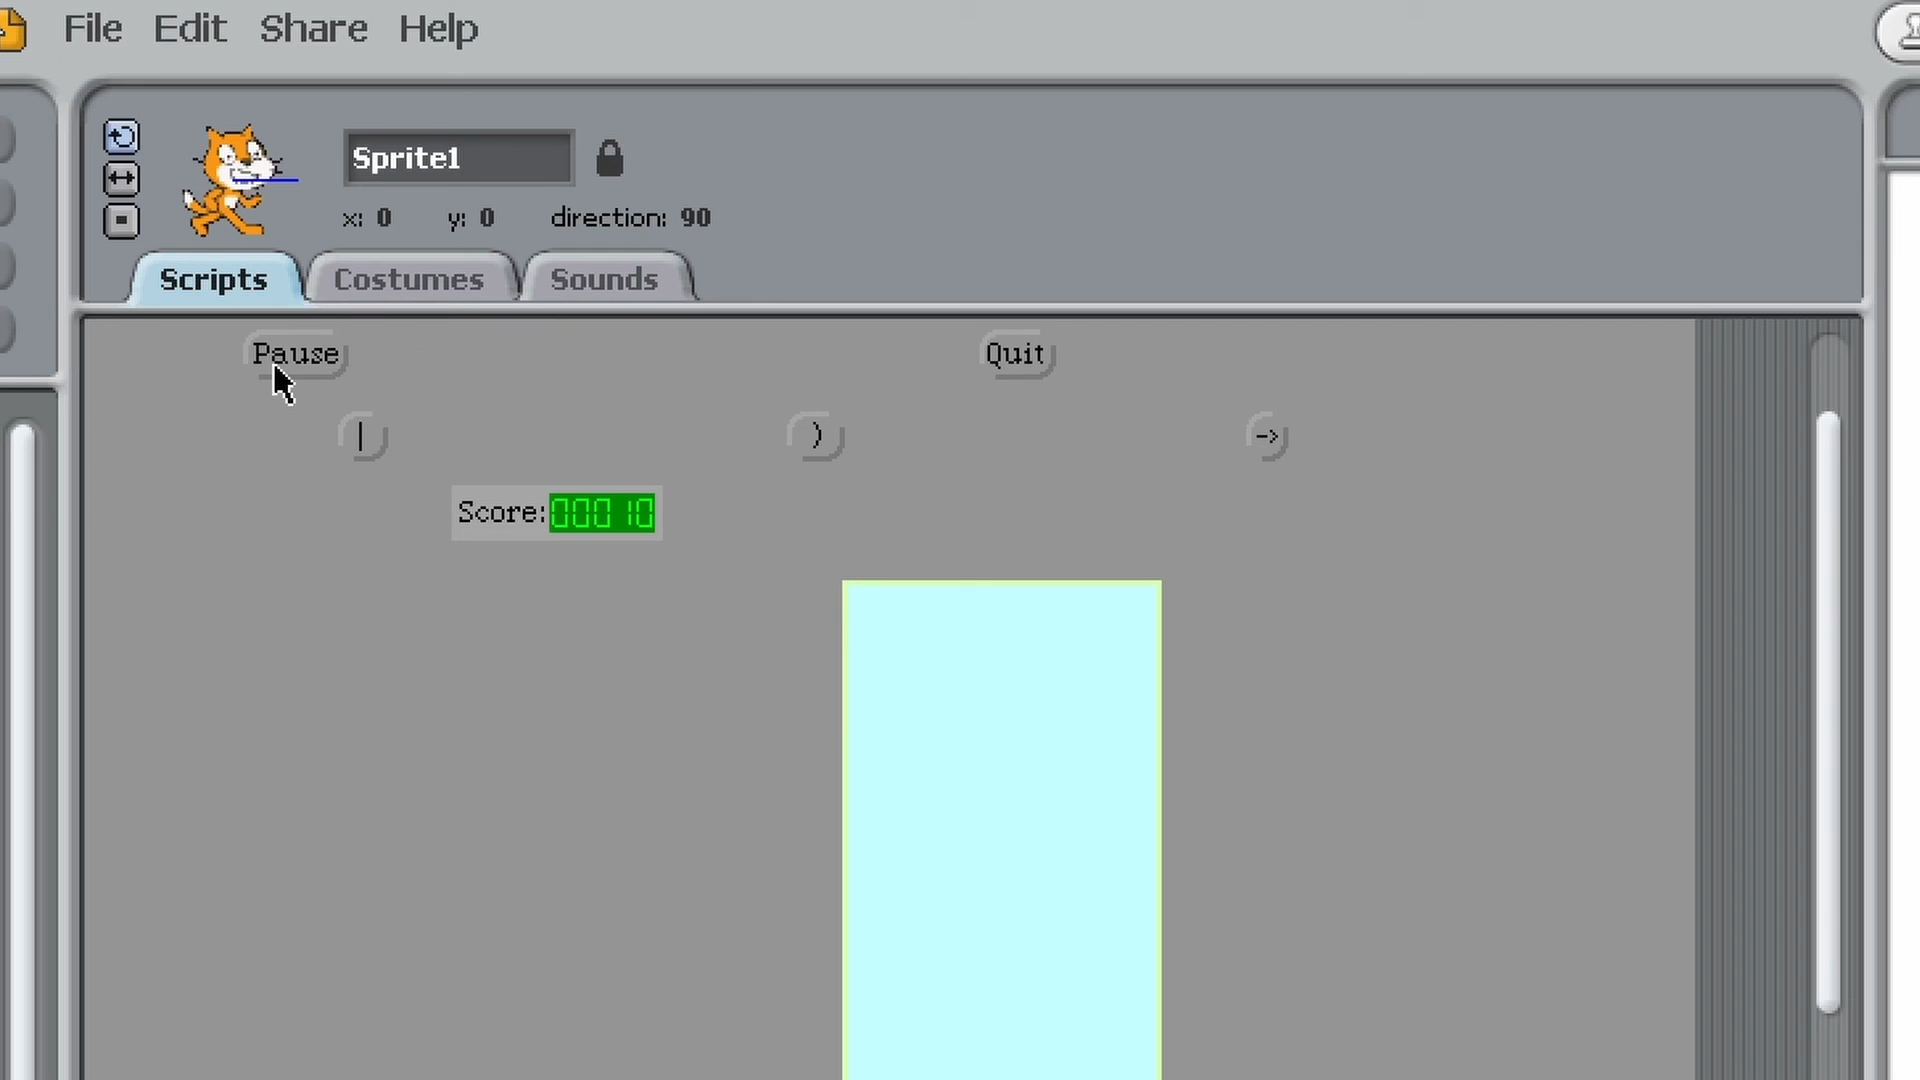 File Edit Share Help
Sprite1
x: 0 y: 0 direction: 90
Scripts Costumes Sounds
Pause Quit
| ) ->
Score: 00010